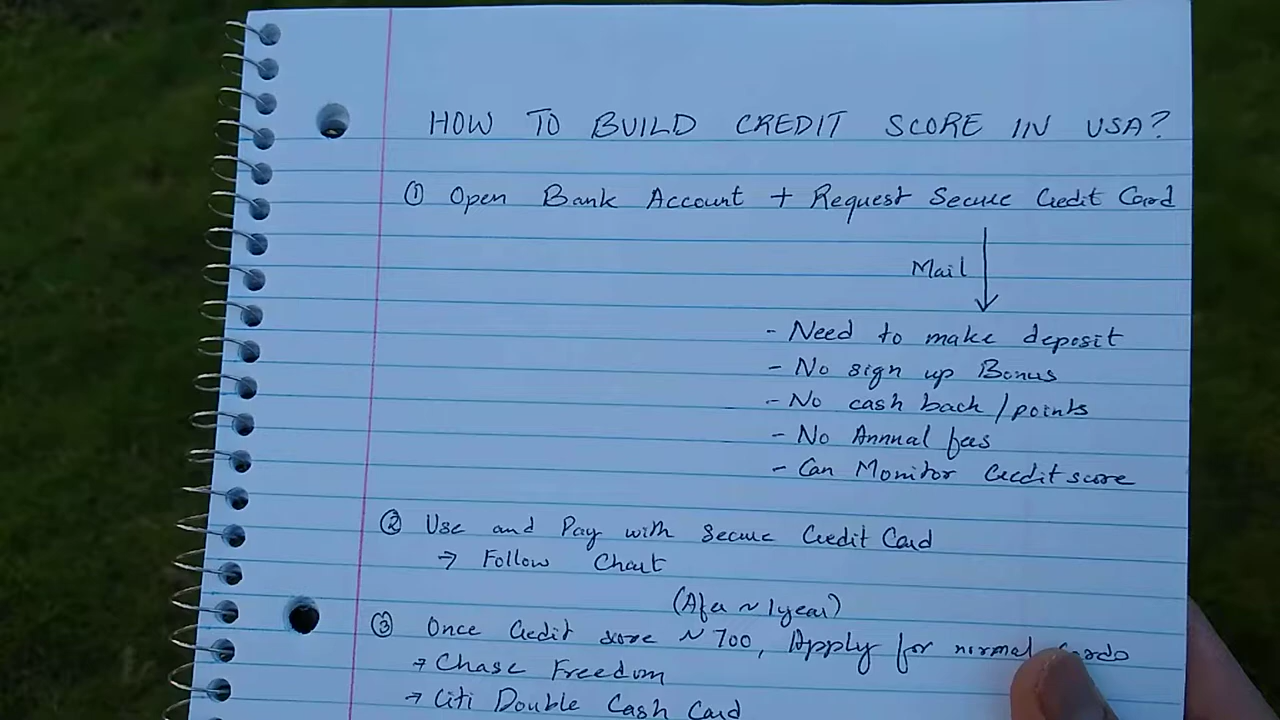 HOW TO BUILD CREDIT SCORE IN USA?
① Open Bank Account + Request Secure Credit Card
Mail
- Need to make deposit
- No sign up Bonus
- No cash back/points
- No Annual fees
- Can Monitor Credit score
② Use and Pay with Secure Credit Card
→ Follow Chart
(After ~ 1 year)
③ Once Credit score ~ 700, Apply for normal Cards
→ Chase Freedom
→ Citi Double Cash Card